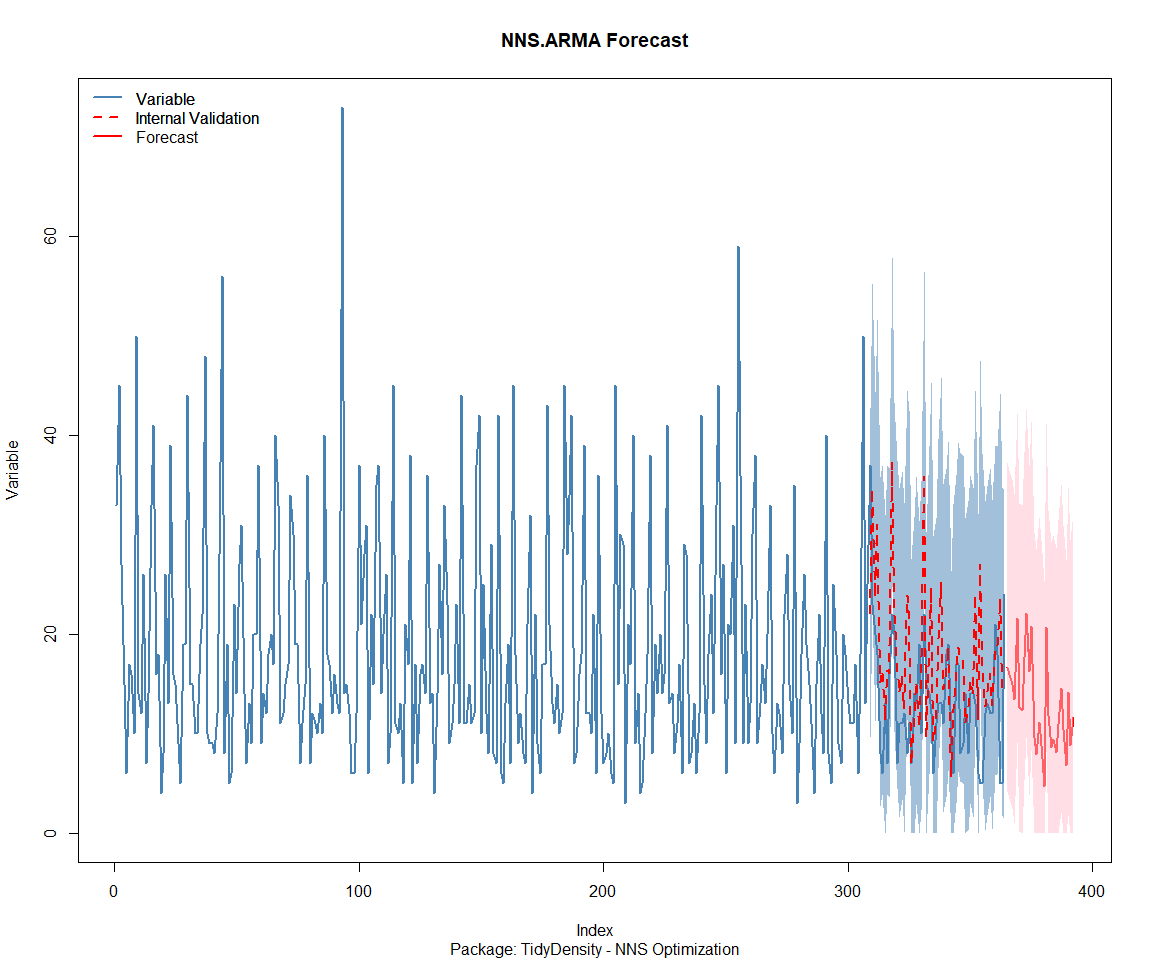 NNS.ARMA Forecast
Variable
Internal Validation
Forecast
Variable
60
40
20
0
0
100
200
300
400
Index
Package: TidyDensity - NNS Optimization